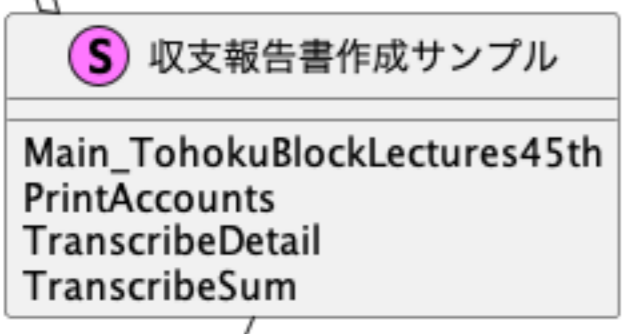 S 収支報告書作成サンプル
Main_TohokuBlockLectures45th
PrintAccounts
TranscribeDetail
TranscribeSum